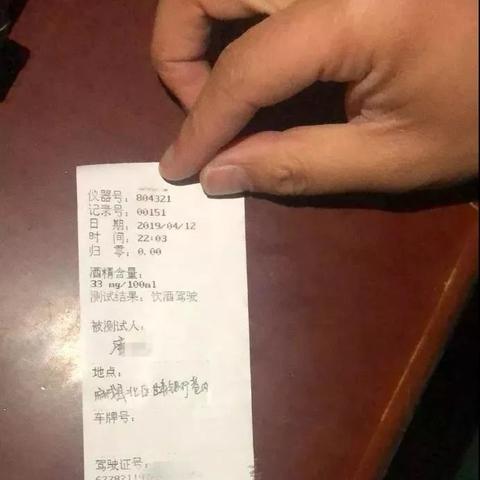 仪器号：804321
记录号：00151
日 期：2019/04/12
时 间：22:03
归 零：0.00
酒精含量：
33 mg/100ml
测试结果：饮酒驾驶
被测试人：
地点：
车牌号：
驾驶证号：